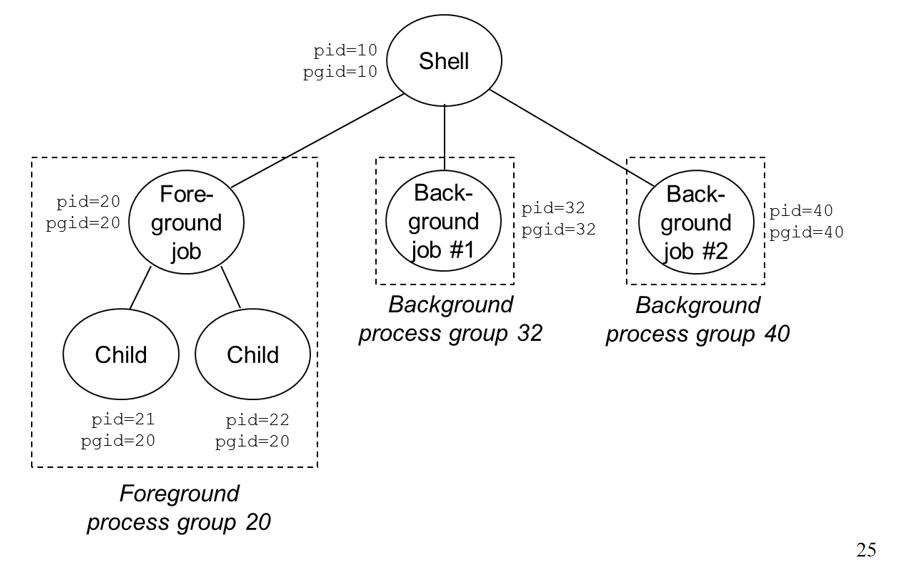 pid=10
pgid=10
Shell
pid=20
pgid=20
Fore-
ground
job
Back-
ground
job #1
pid=32
pgid=32
Back-
ground
job #2
pid=40
pgid=40
Background
process group 32
Background
process group 40
Child
Child
pid=21
pgid=20
pid=22
pgid=20
Foreground
process group 20
25